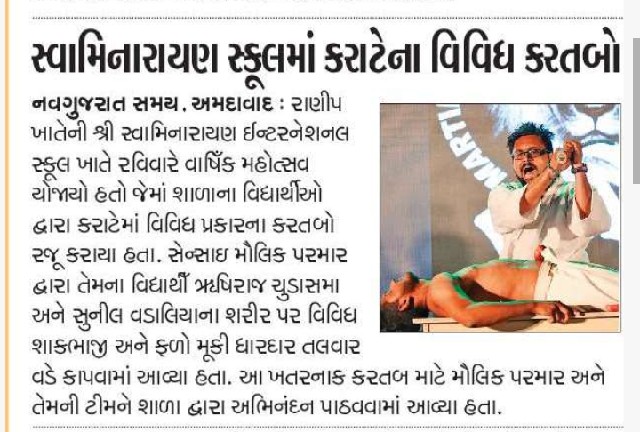 સ્વામિનારાયણ સ્કૂલમાં કરાટેના વિવિધ કરતબો
નવગુજરાત સમય, અમદાવાદ : રાણીપ
ખાતેની શ્રી સ્વામિનારાયણ ઈન્ટરનેશનલ
સ્કૂલ ખાતે રવિવારે વાર્ષિક મહોત્સવ
યોજાયો હતો જેમાં શાળાના વિદ્યાર્થીઓ
દ્વારા કરાટેમાં વિવિધ પ્રકારના કરતબો
રજૂ કરાયા હતા. સેન્સાઇ મૌલિક પરમાર
દ્વારા તેમના વિદ્યાર્થી ઋષિરાજ ચુડાસમા
અને સુનીલ વડાલિયાના શરીર પર વિવિધ
શાકભાજી અને ફળો મૂકી ધારદાર તલવાર
વડે કાપવામાં આવ્યા હતા. આ ખતરનાક કરતબ માટે મૌલિક પરમાર અને
તેમની ટીમને શાળા દ્વારા અભિનંદન પાઠવવામાં આવ્યા હતા.
MARTI